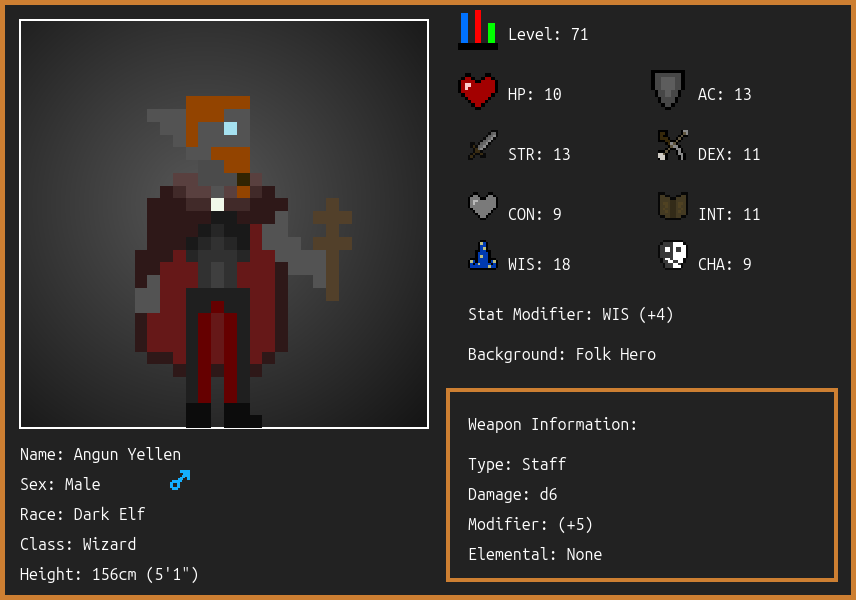 Level: 71
HP: 10
AC: 13
STR: 13
DEX: 11
CON: 9
INT: 11
WIS: 18
CHA: 9
Stat Modifier: WIS (+4)
Background: Folk Hero
Weapon Information:
Type: Staff
Damage: d6
Modifier: (+5)
Elemental: None
Name: Angun Yellen
Sex: Male
Race: Dark Elf
Class: Wizard
Height: 156cm (5'1")